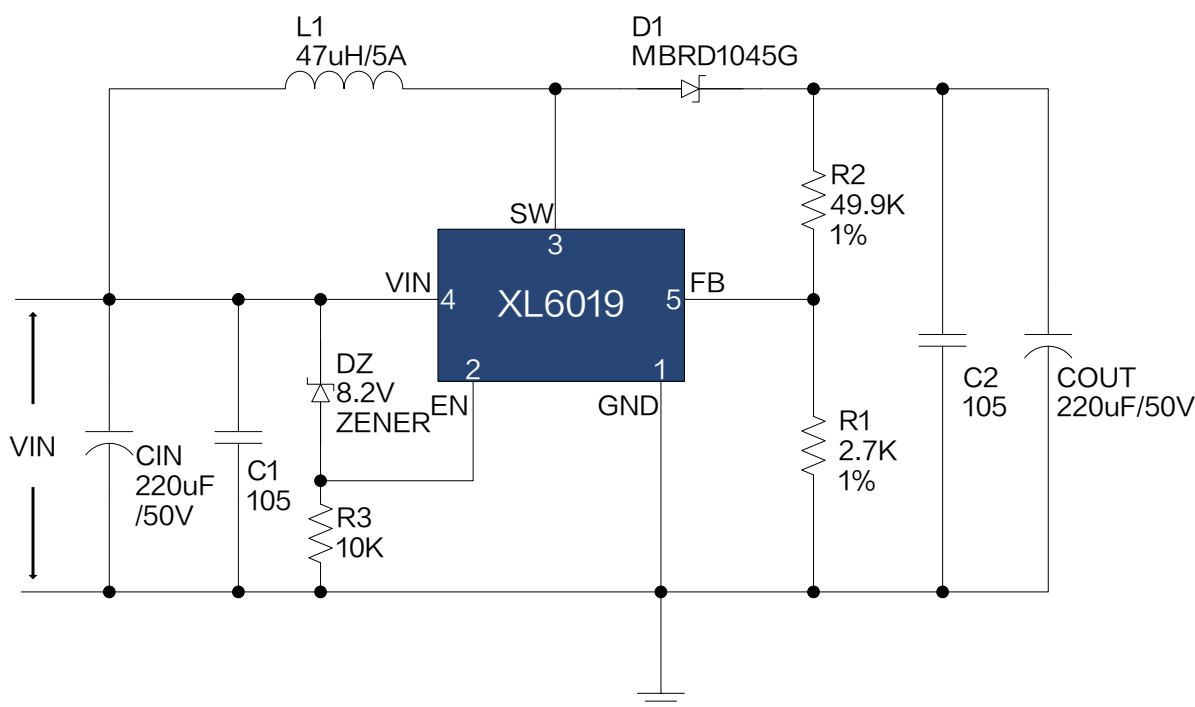 L1
47uH/5A
D1
MBRD1045G
R2
49.9K
1%
SW
3
VIN
4
XL6019
5
FB
2
1
EN
GND
DZ
8.2V
ZENER
C2
105
COUT
220uF/50V
VIN
CIN
220uF
/50V
C1
105
R1
2.7K
1%
R3
10K